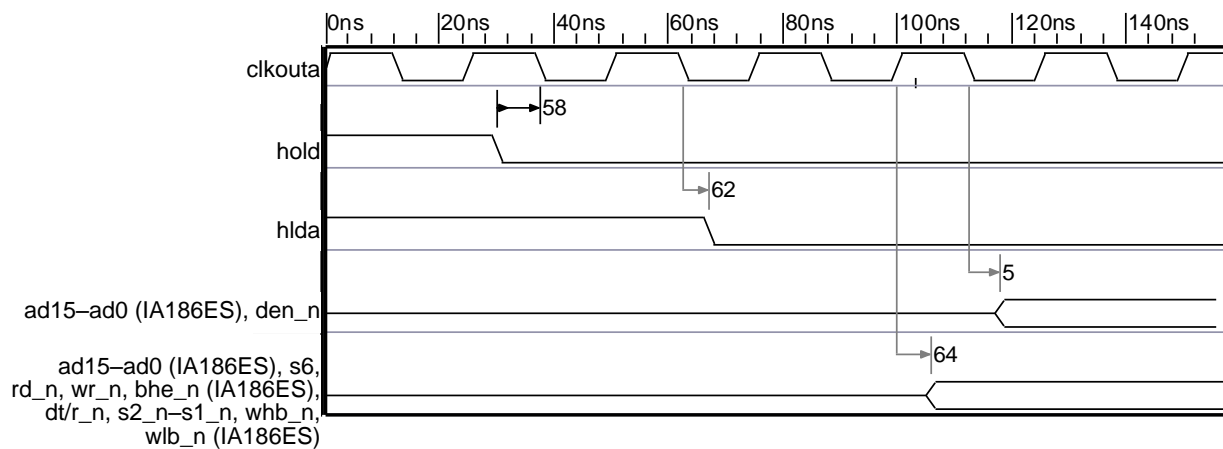 0ns 20ns 40ns 60ns 80ns 100ns 120ns 140ns
clkouta
58
hold
62
hlda
5
ad15–ad0 (IA186ES), den_n
64
ad15–ad0 (IA186ES), s6,
rd_n, wr_n, bhe_n (IA186ES),
dt/r_n, s2_n–s1_n, whb_n,
wlb_n (IA186ES)